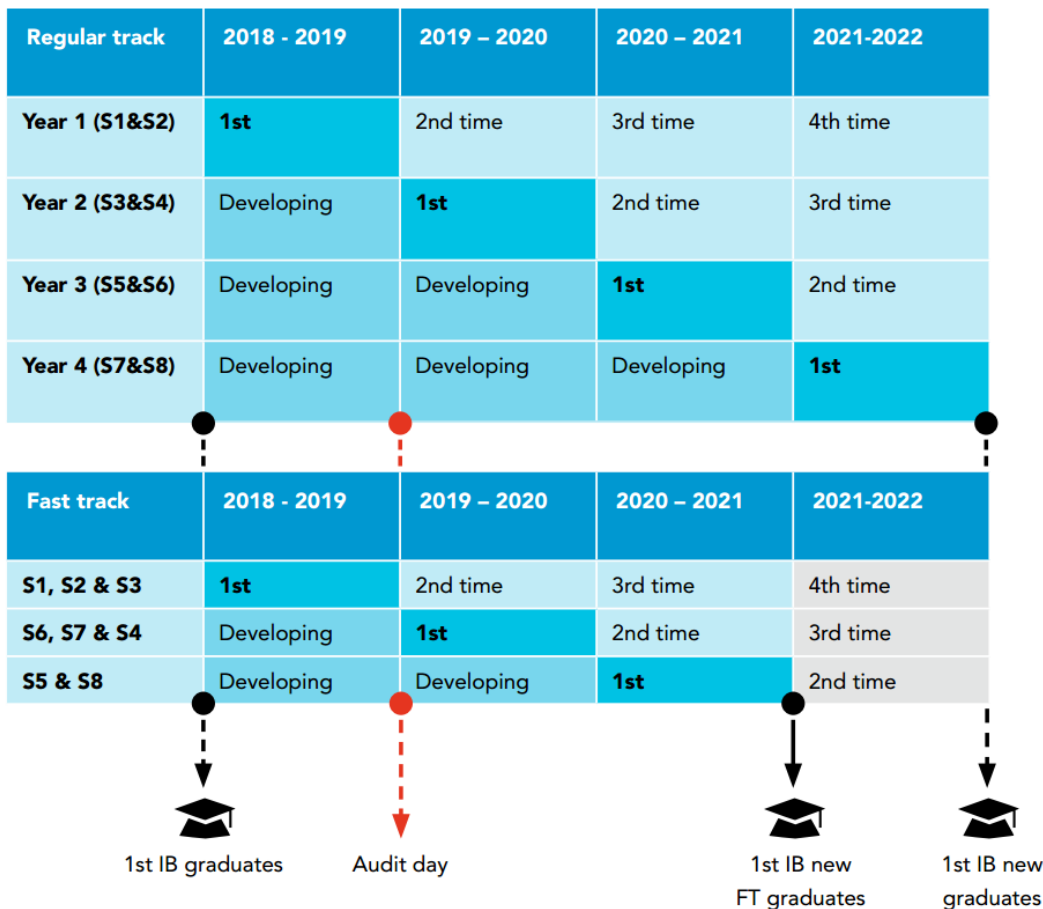 Regular track 2018 - 2019 2019 – 2020 2020 – 2021 2021-2022
Year 1 (S1&S2) 1st 2nd time 3rd time 4th time
Year 2 (S3&S4) Developing 1st 2nd time 3rd time
Year 3 (S5&S6) Developing Developing 1st 2nd time
Year 4 (S7&S8) Developing Developing Developing 1st
Fast track 2018 - 2019 2019 – 2020 2020 – 2021 2021-2022
S1, S2 & S3 1st 2nd time 3rd time 4th time
S6, S7 & S4 Developing 1st 2nd time 3rd time
S5 & S8 Developing Developing 1st 2nd time
1st IB graduates Audit day 1st IB new 1st IB new
FT graduates graduates